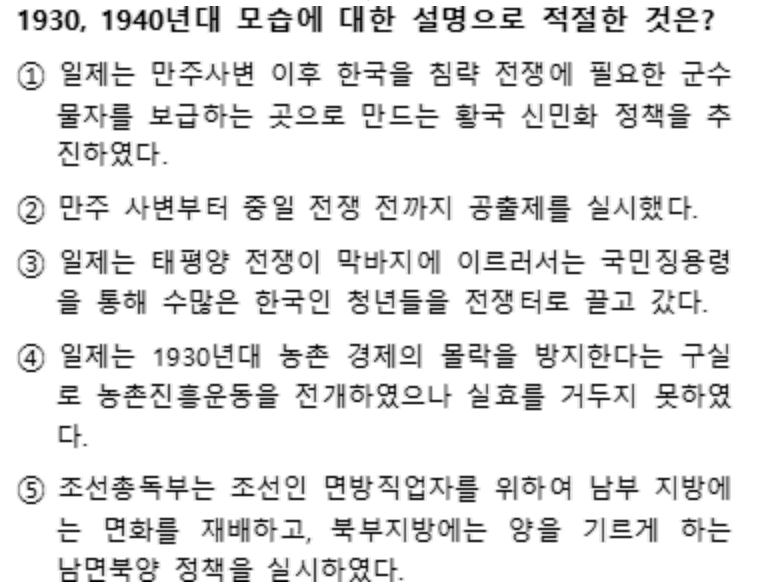 1930, 1940년대 모습에 대한 설명으로 적절한 것은?
① 일제는 만주사변 이후 한국을 침략 전쟁에 필요한 군수
물자를 보급하는 곳으로 만드는 황국 신민화 정책을 추
진하였다.
② 만주 사변부터 중일 전쟁 전까지 공출제를 실시했다.
③ 일제는 태평양 전쟁이 막바지에 이르러서는 국민징용령
을 통해 수많은 한국인 청년들을 전쟁터로 끌고 갔다.
④ 일제는 1930년대 농촌 경제의 몰락을 방지한다는 구실
로 농촌진흥운동을 전개하였으나 실효를 거두지 못하였
다.
⑤ 조선총독부는 조선인 면방직업자를 위하여 남부 지방에
는 면화를 재배하고, 북부지방에는 양을 기르게 하는
남면북양 정책을 실시하였다.